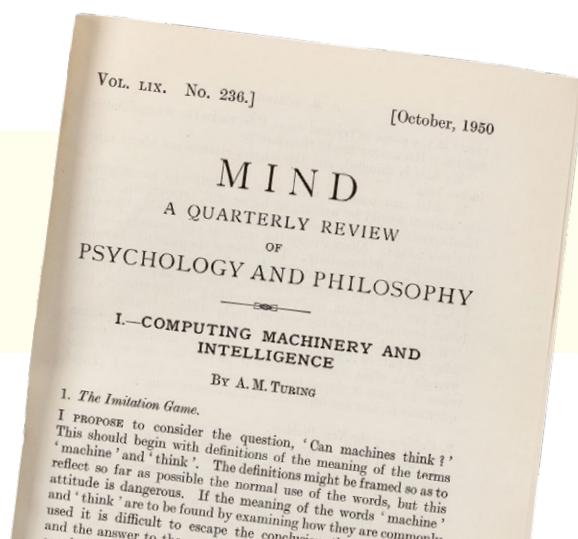 VOL. LIX. No. 236.]
[October, 1950
MIND
A QUARTERLY REVIEW
OF
PSYCHOLOGY AND PHILOSOPHY
I.—COMPUTING MACHINERY AND
INTELLIGENCE
BY A. M. TURING
1. The Imitation Game.
I PROPOSE to consider the question, ‘Can machines think?’
This should begin with definitions of the meaning of the terms
‘machine’ and ‘think’. The definitions might be framed so as to
reflect so far as possible the normal use of the words, but this
attitude is dangerous. If the meaning of the words ‘machine’
and ‘think’ are to be found by examining how they are commonly
used it is difficult to escape the
and the answer to